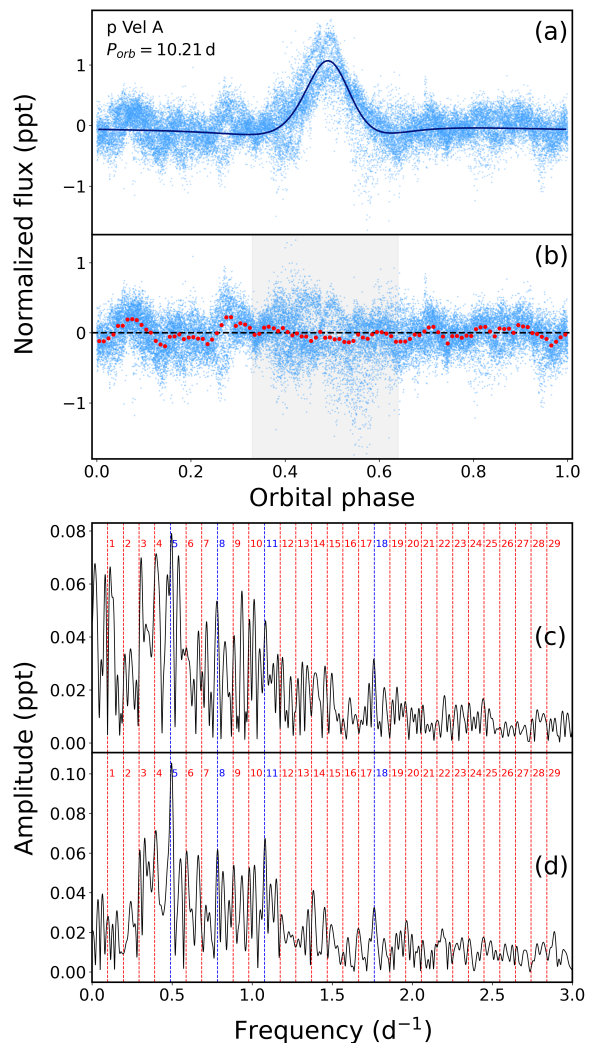 p Vel A
P_orb = 10.21 d
(a)
1
0
−1
Normalized flux (ppt)
(b)
1
0
−1
0.0 0.2 0.4 0.6 0.8 1.0
Orbital phase
0.08
1 2 3 4 5 6 7 8 9 10 11 12 13 14 15 16 17 18 19 20 21 22 23 24 25 26 27 28 29
0.06
(c)
0.04
0.02
0.00
Amplitude (ppt)
0.10
1 2 3 4 5 6 7 8 9 10 11 12 13 14 15 16 17 18 19 20 21 22 23 24 25 26 27 28 29
0.08
(d)
0.06
0.04
0.02
0.00
0.0 0.5 1.0 1.5 2.0 2.5 3.0
Frequency (d⁻¹)